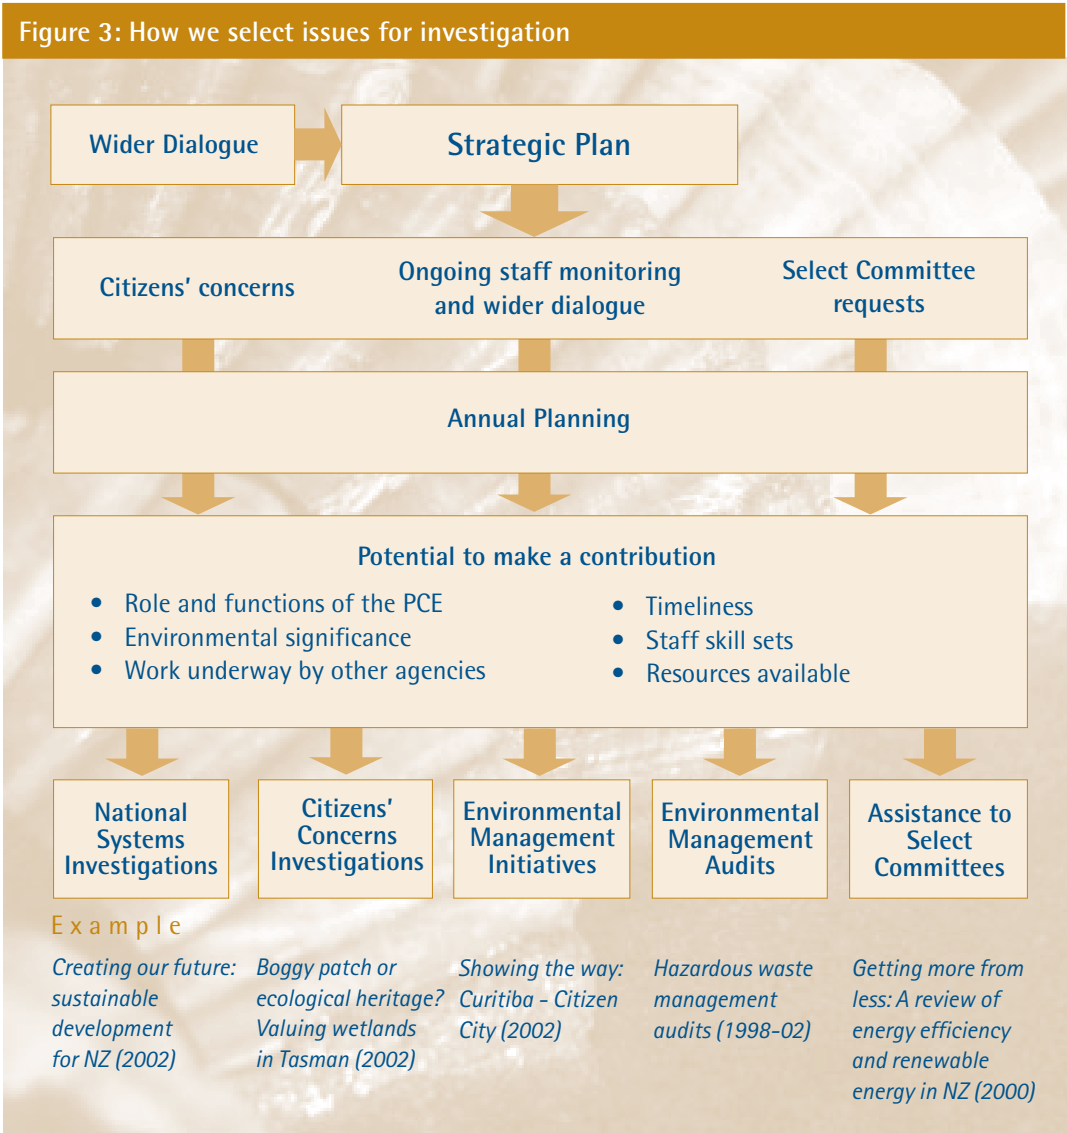 Figure 3: How we select issues for investigation
Wider Dialogue
Strategic Plan
Citizens' concerns
Ongoing staff monitoring
and wider dialogue
Select Committee
requests
Annual Planning
Potential to make a contribution
• Role and functions of the PCE
• Environmental significance
• Work underway by other agencies
• Timeliness
• Staff skill sets
• Resources available
National
Systems
Investigations
Citizens'
Concerns
Investigations
Environmental
Management
Initiatives
Environmental
Management
Audits
Assistance to
Select
Committees
Example
Creating our future:
sustainable
development
for NZ (2002)
Boggy patch or
ecological heritage?
Valuing wetlands
in Tasman (2002)
Showing the way:
Curitiba - Citizen
City (2002)
Hazardous waste
management
audits (1998-02)
Getting more from
less: A review of
energy efficiency
and renewable
energy in NZ (2000)